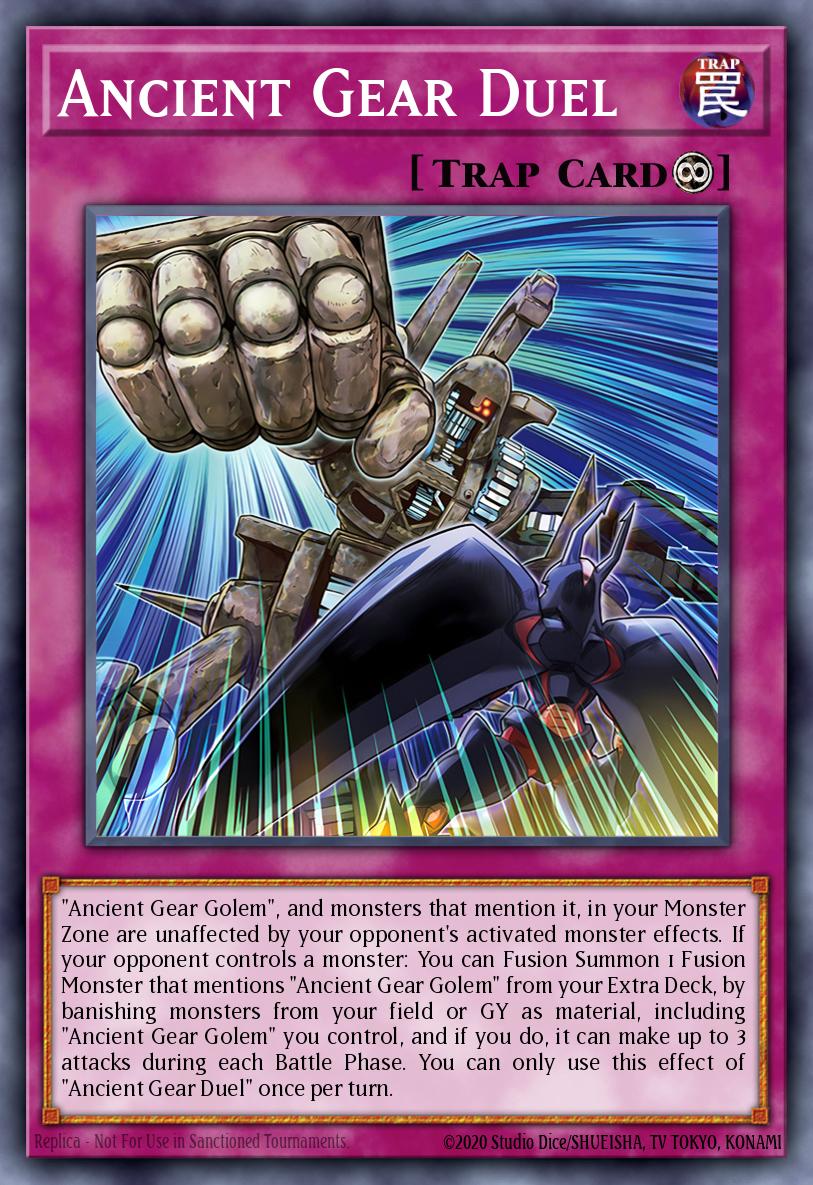 Ancient Gear Duel
TRAP
罠
[Trap Card]
"Ancient Gear Golem", and monsters that mention it, in your Monster
Zone are unaffected by your opponent's activated monster effects. If
your opponent controls a monster: You can Fusion Summon 1 Fusion
Monster that mentions "Ancient Gear Golem" from your Extra Deck, by
banishing monsters from your field or GY as material, including
"Ancient Gear Golem" you control, and if you do, it can make up to 3
attacks during each Battle Phase. You can only use this effect of
"Ancient Gear Duel" once per turn.
Replica - Not For Use in Sanctioned Tournaments.
©2020 Studio Dice/SHUEISHA, TV TOKYO, KONAMI